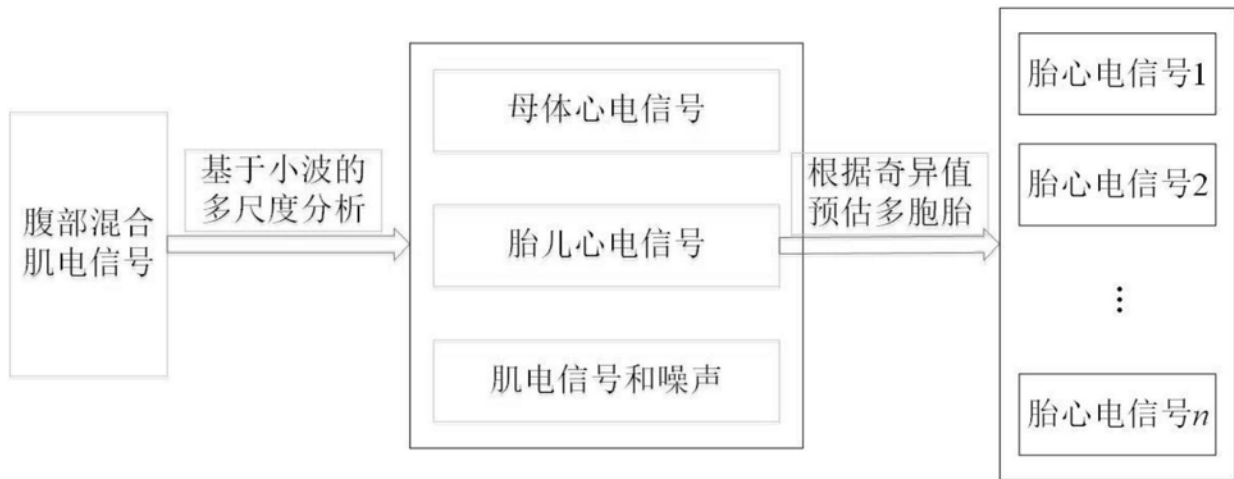 腹部混合
肌电信号
基于小波的
多尺度分析
母体心电信号
胎儿心电信号
肌电信号和噪声
根据奇异值
预估多胞胎
胎心电信号1
胎心电信号2
⋮
胎心电信号n